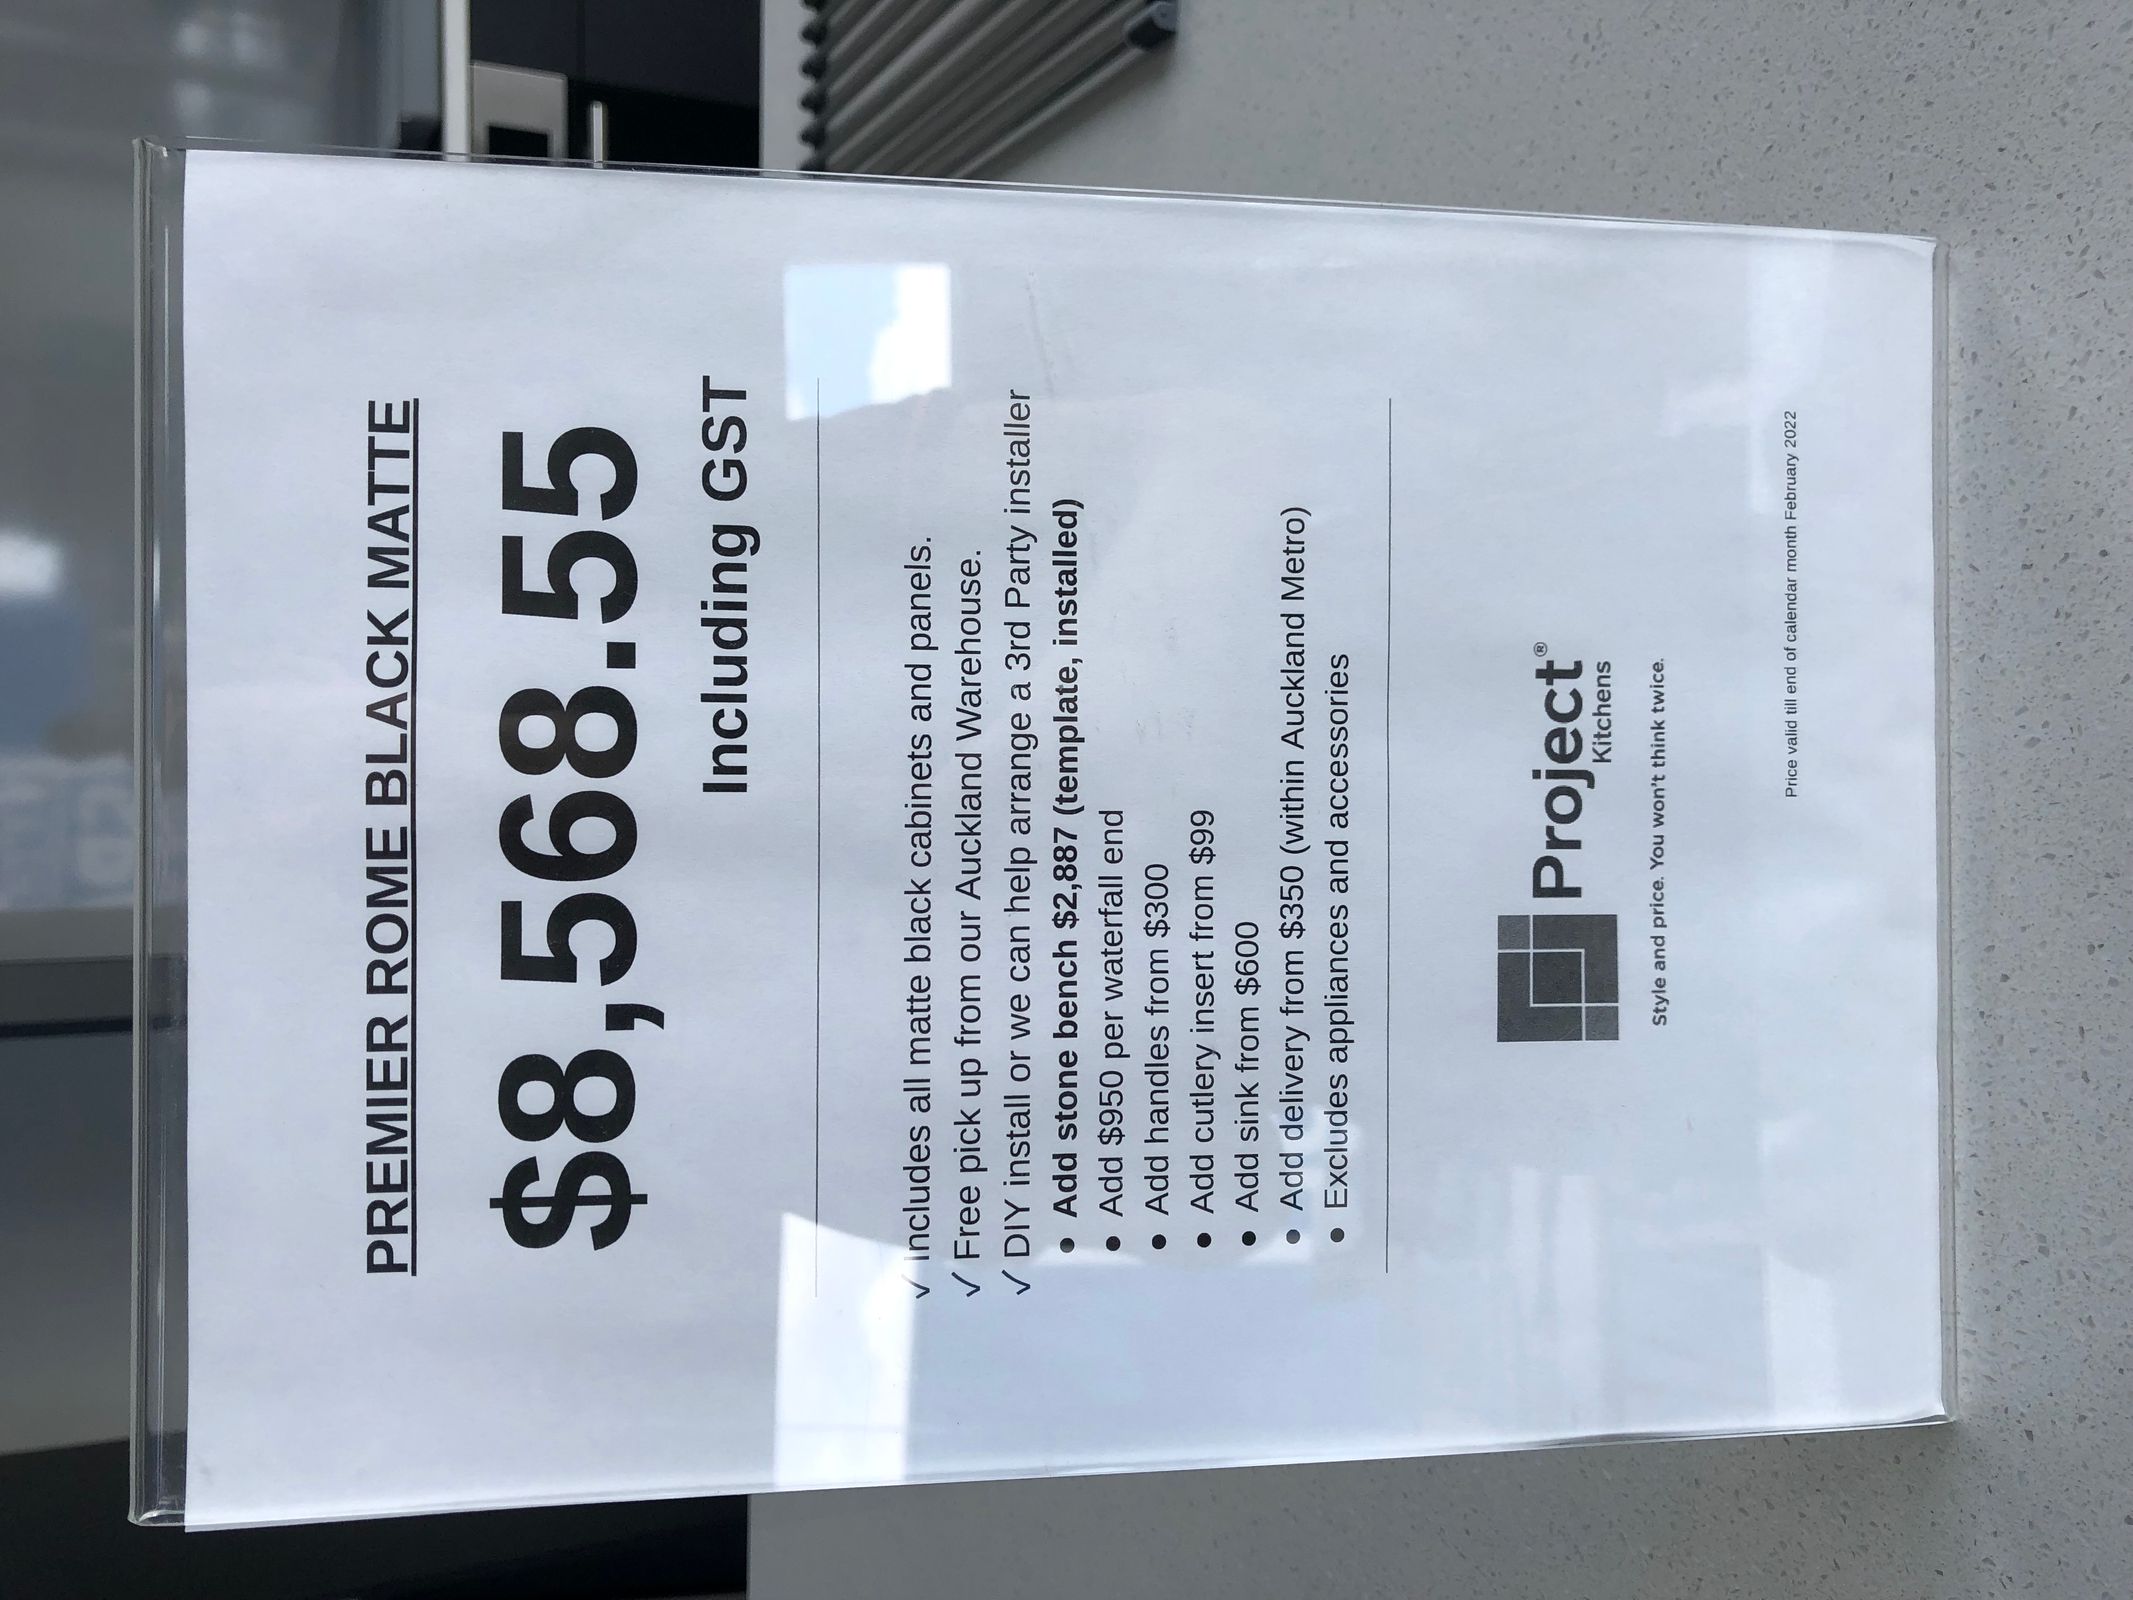 PREMIER ROME BLACK MATTE
$8,568.55
Including GST
✓ Includes all matte black cabinets and panels.
✓ Free pick up from our Auckland Warehouse.
✓ DIY install or we can help arrange a 3rd Party installer
• Add stone bench $2,887 (template, installed)
• Add $950 per waterfall end
• Add handles from $300
• Add cutlery insert from $99
• Add sink from $600
• Add delivery from $350 (within Auckland Metro)
• Excludes appliances and accessories
Project®
Kitchens
Style and price. You won't think twice.
Price valid till end of calendar month February 2022